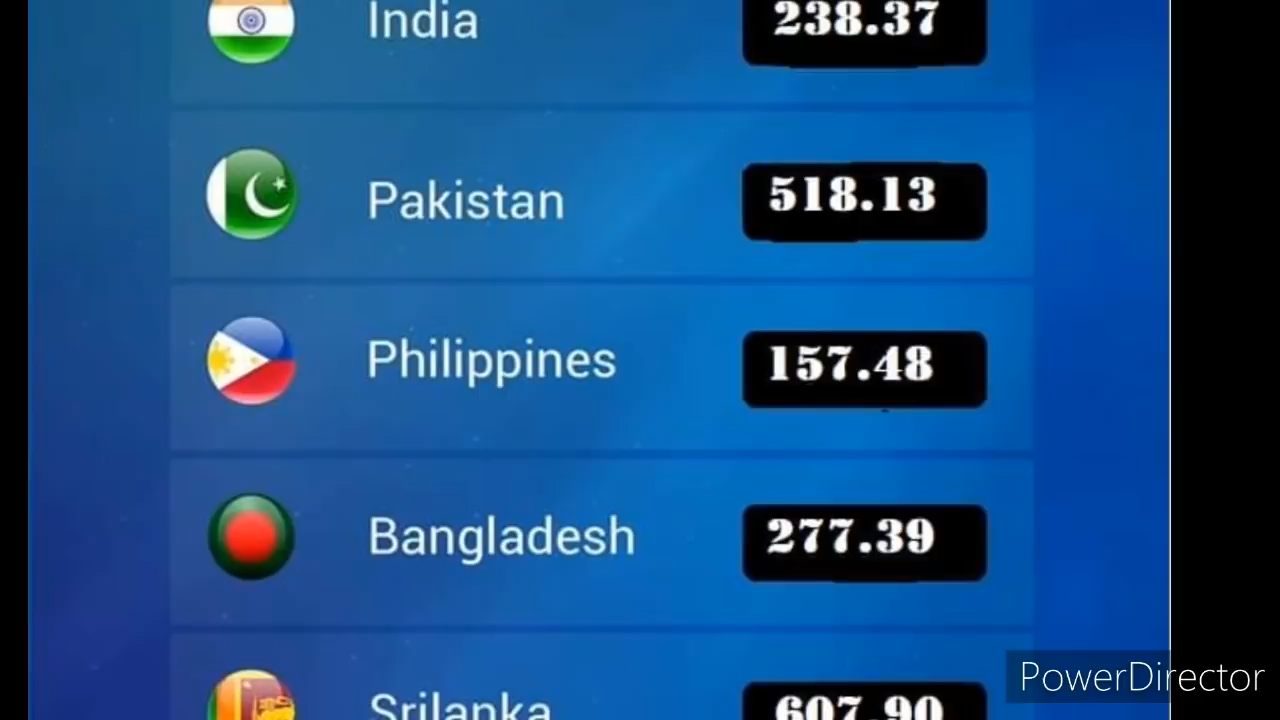 India 238.37
Pakistan 518.13
Philippines 157.48
Bangladesh 277.39
Srilanka 607.90
PowerDirector